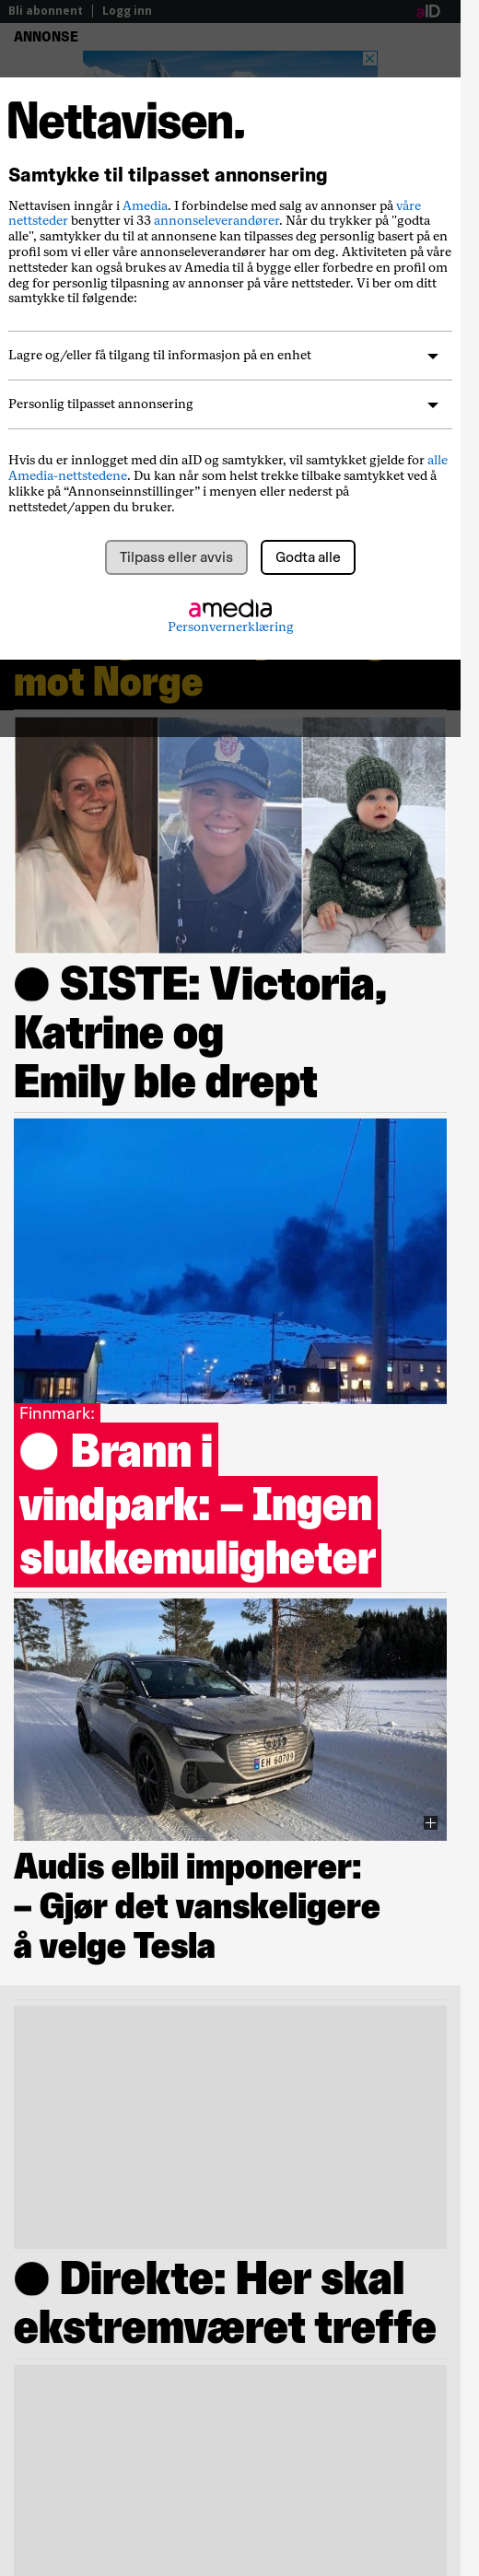 Bli abonnent
Logg inn
aID
ANNONSE
Nettavisen.
Samtykke til tilpasset annonsering
Nettavisen inngår i Amedia. I forbindelse med salg av annonser på våre
nettsteder benytter vi 33 annonseleverandører. Når du trykker på "godta
alle", samtykker du til at annonsene kan tilpasses deg personlig basert på en
profil som vi eller våre annonseleverandører har om deg. Aktiviteten på våre
nettsteder kan også brukes av Amedia til å bygge eller forbedre en profil om
deg for personlig tilpasning av annonser på våre nettsteder. Vi ber om ditt
samtykke til følgende:
Lagre og/eller få tilgang til informasjon på en enhet
Personlig tilpasset annonsering
Hvis du er innlogget med din aID og samtykker, vil samtykket gjelde for alle
Amedia-nettstedene. Du kan når som helst trekke tilbake samtykket ved å
klikke på “Annonseinnstillinger” i menyen eller nederst på
nettstedet/appen du bruker.
Tilpass eller avvis
Godta alle
amedia
Personvernerklæring
mot Norge
SISTE: Victoria,
Katrine og
Emily ble drept
Finnmark:
Brann i
vindpark: – Ingen
slukkemuligheter
EH 60709
Audis elbil imponerer:
– Gjør det vanskeligere
å velge Tesla
Direkte: Her skal
ekstremværet treffe